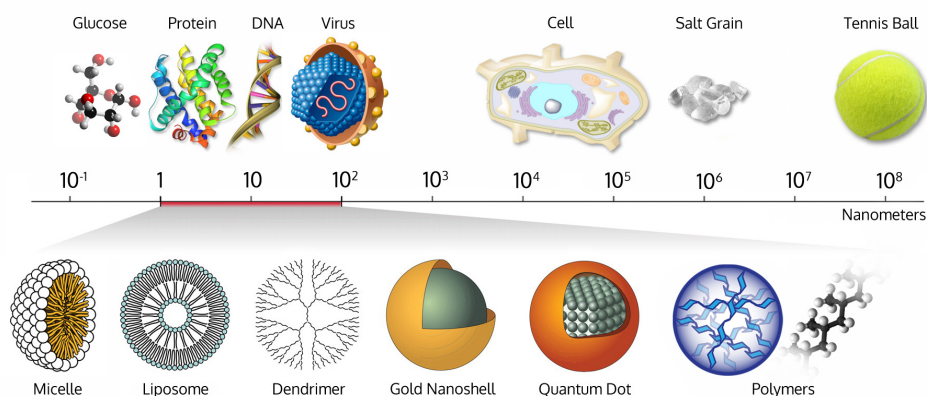 Glucose Protein DNA Virus Cell Salt Grain Tennis Ball
10⁻¹ 1 10 10² 10³ 10⁴ 10⁵ 10⁶ 10⁷ 10⁸
Nanometers
Micelle Liposome Dendrimer Gold Nanoshell Quantum Dot Polymers